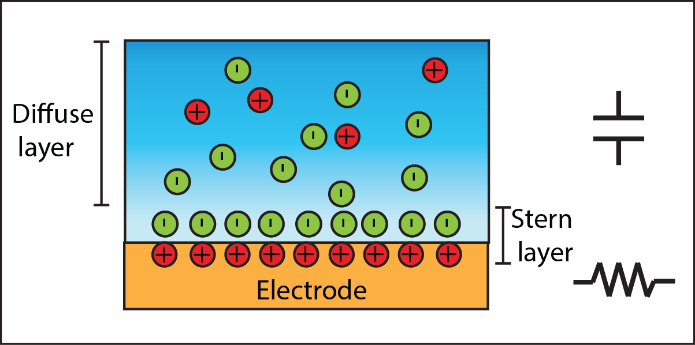 Diffuse
layer
Stern
layer
Electrode